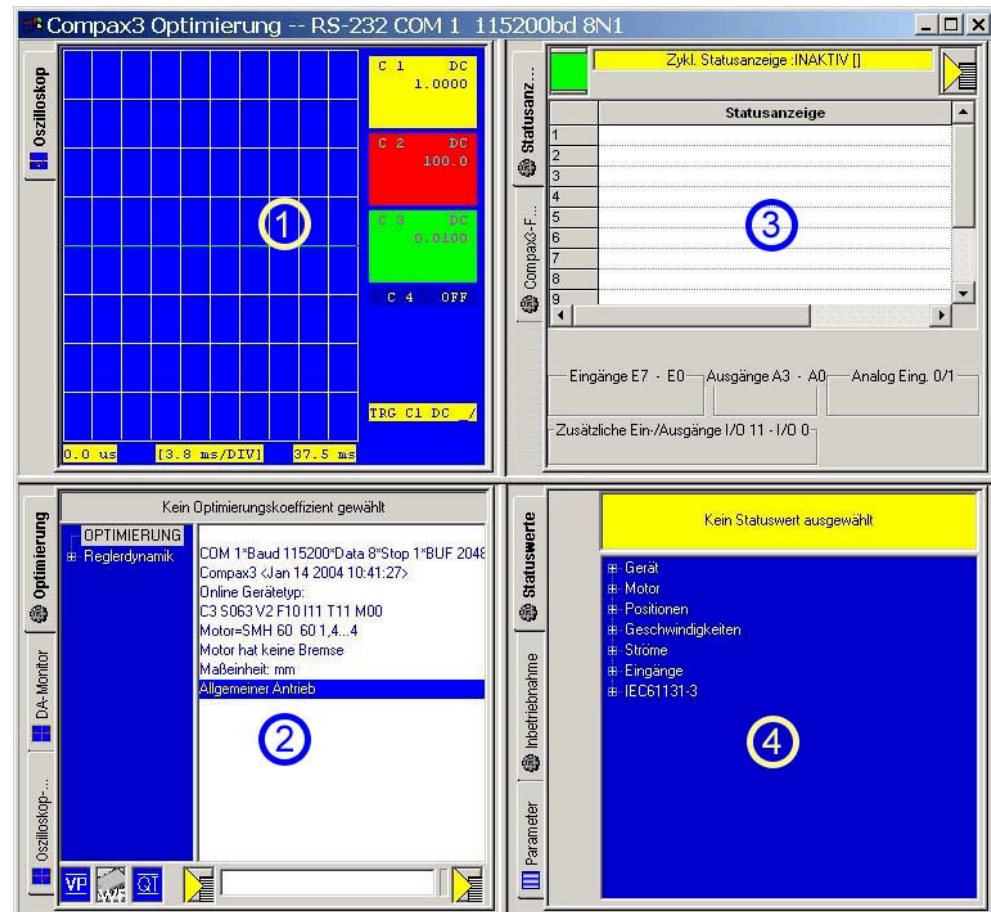 Compax3 Optimierung -- RS-232 COM 1 115200bd 8N1
Oszilloskop
C 1 DC
1.0000
C 2 DC
100.0
C 3 DC
0.0100
C 4 OFF
TRG C1 DC _/
0.0 us [3.8 ms/DIV] 37.5 ms
1
Statusanz...
Compax3-F...
Zykl. Statusanzeige :INAKTIV []
Statusanzeige
1
2
3
4
5
6
7
8
9
3
Eingänge E7 - E0 Ausgänge A3 - A0 Analog Eing. 0/1
Zusätzliche Ein-/Ausgänge I/O 11 - I/O 0
Optimierung
DA-Monitor
Oszilloskop-...
Kein Optimierungskoeffizient gewählt
OPTIMIERUNG
Reglerdynamik
COM 1*Baud 115200*Data 8*Stop 1*BUF 2048
Compax3 <Jan 14 2004 10:41:27>
Online Gerätetyp:
C3 S063 V2 F10 I11 T11 M00
Motor=SMH 60 60 1,4...4
Motor hat keine Bremse
Maßeinheit: mm
Allgemeiner Antrieb
2
VP
QT
Statuswerte
Inbetriebnahme
Parameter
Kein Statuswert ausgewählt
Gerät
Motor
Positionen
Geschwindigkeiten
Ströme
Eingänge
IEC61131-3
4